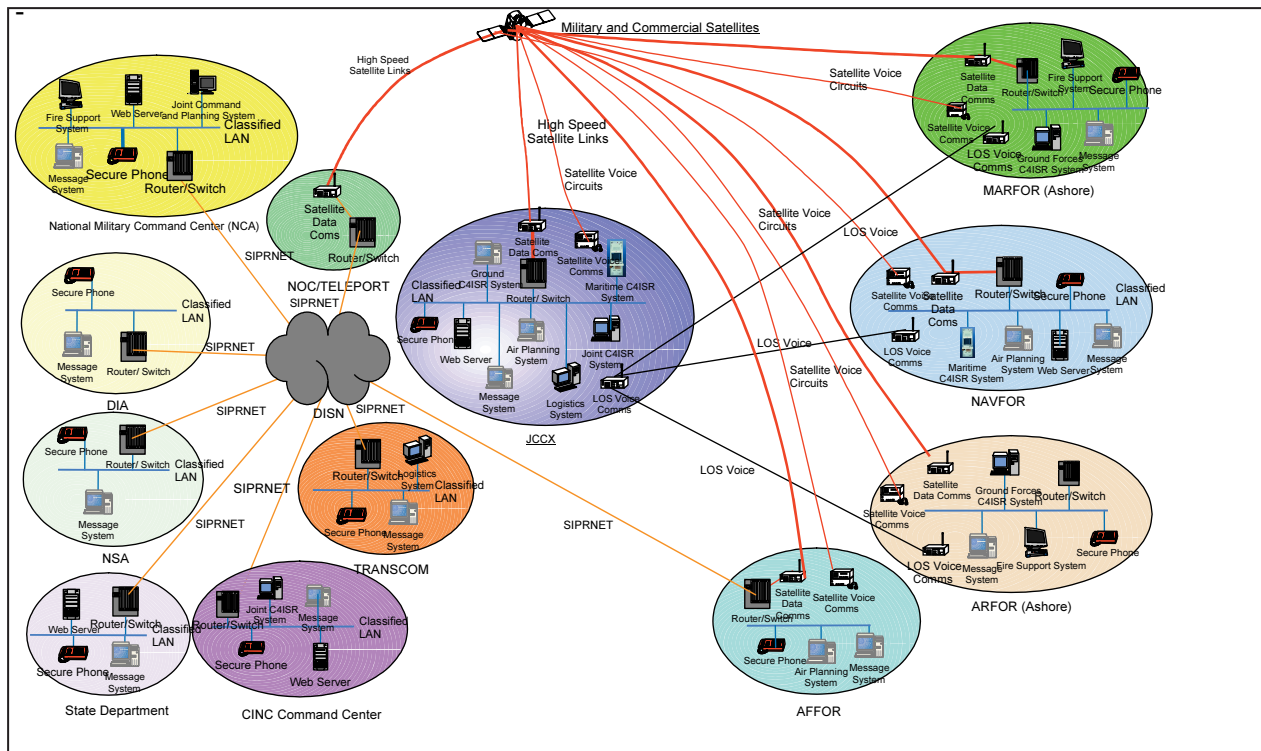 Military and Commercial Satellites
High Speed
Satellite Links
Satellite Voice
Circuits
High Speed
Satellite Links
Satellite Voice
Circuits
Satellite Voice
Circuits
Satellite Voice
Circuits
Fire Support
System
Web Server
Joint Command
and Planning System
Classified
LAN
Message
System
Secure Phone
Router/Switch
National Military Command Center (NCA)
SIPRNET
Satellite
Data
Coms
Router/Switch
NOC/TELEPORT
SIPRNET
Secure Phone
Classified
LAN
Message
System
Router/ Switch
DIA
SIPRNET
DISN
Secure Phone
Router/ Switch
Classified
LAN
Message
System
NSA
SIPRNET
Web Server
Router/Switch
Classified
LAN
Secure Phone
Message
System
State Department
SIPRNET
Router/Switch
Joint C4ISR
System
Message
System
Classified
LAN
Secure Phone
Web Server
CINC Command Center
SIPRNET
Router/Switch
Logistics
System
Classified
LAN
Secure Phone
Message
System
TRANSCOM
SIPRNET
Satellite
Data Coms
Satellite Voice
Comms
Ground
C4ISR System
Maritime C4ISR
System
Classified
LAN
Router/ Switch
Secure Phone
Web Server
Air Planning
System
Joint C4ISR
System
Message
System
Logistics
System
LOS Voice
Comms
JCCX
LOS Voice
LOS Voice
LOS Voice
SIPRNET
Satellite
Data Comms
Router/Switch
Fire Support
System
Secure Phone
Satellite Voice
Comms
LOS Voice
Comms
Ground Forces
C4ISR System
Message
System
MARFOR (Ashore)
Satellite Voice
Comms
Satellite
Data
Coms
Router/Switch
Secure Phone
Classified
LAN
LOS Voice
Comms
Maritime
C4ISR System
Air Planning
System
Web Server
Message
System
NAVFOR
Satellite
Data Comms
Ground Forces
C4ISR System
Router/Switch
Satellite Voice
Comms
LOS Voice
Comms
Message
System
Fire Support System
Secure Phone
ARFOR (Ashore)
Router/Switch
Satellite
Data
Comms
Satellite Voice
Comms
Secure Phone
Air Planning
System
Message
System
AFFOR